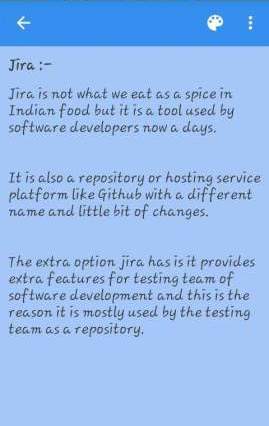 Jira :-
Jira is not what we eat as a spice in
Indian food but it is a tool used by
software developers now a days.
It is also a repository or hosting service
platform like Github with a different
name and little bit of changes.
The extra option jira has is it provides
extra features for testing team of
software development and this is the
reason it is mostly used by the testing
team as a repository.